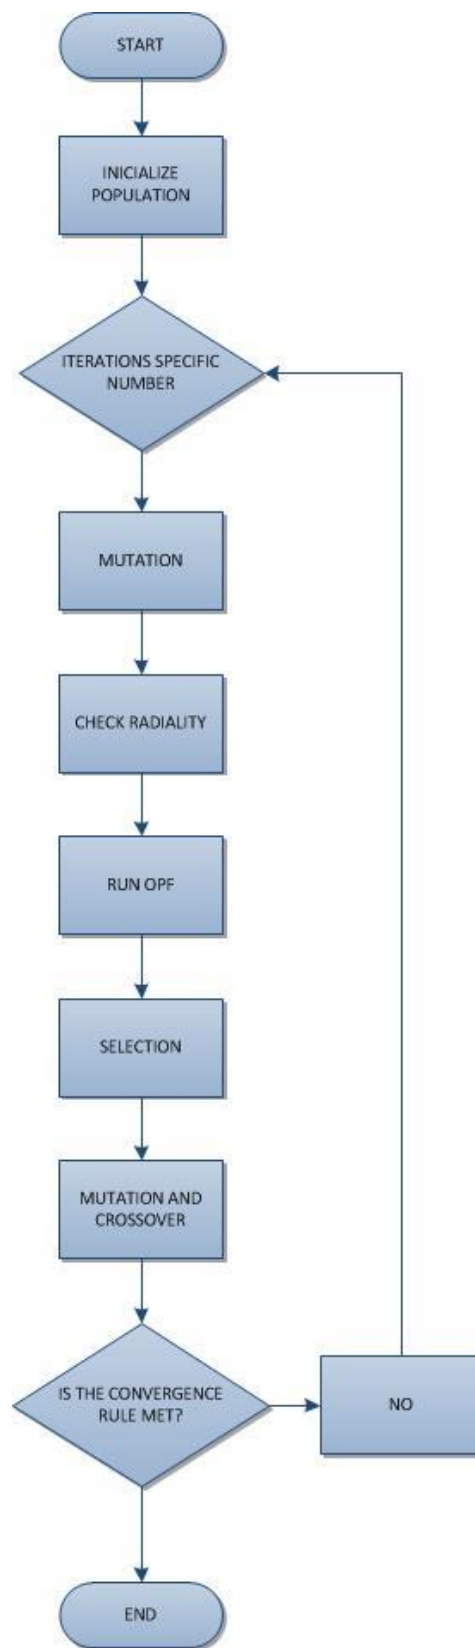 START
INICIALIZE
POPULATION
ITERATIONS SPECIFIC
NUMBER
MUTATION
CHECK RADIALITY
RUN OPF
SELECTION
MUTATION AND
CROSSOVER
IS THE CONVERGENCE
RULE MET?
NO
END